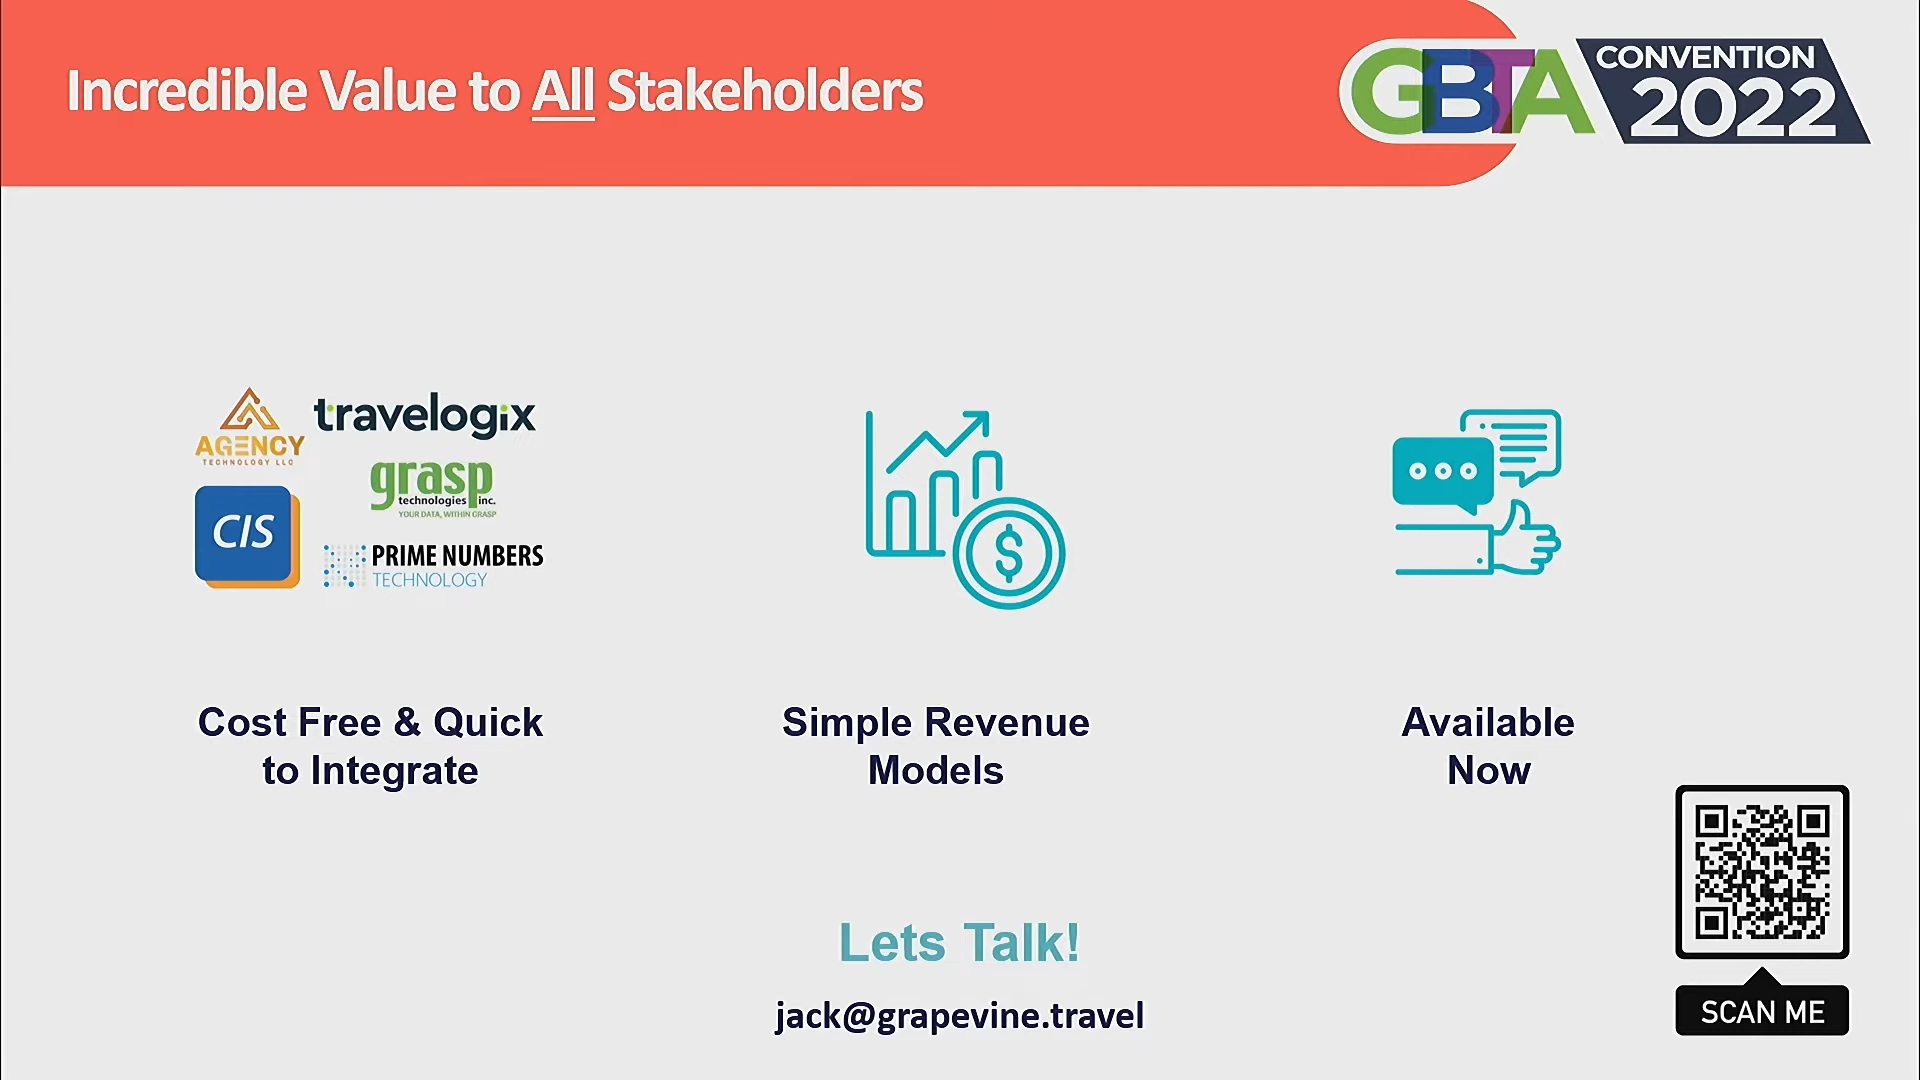 Incredible Value to All Stakeholders
GBTA
CONVENTION
2022
AGENCY
TECHNOLOGY LLC
travelogix
grasp
technologies inc.
YOUR DATA, WITHIN GRASP
CIS
PRIME NUMBERS
TECHNOLOGY
$
Cost Free & Quick
to Integrate
Simple Revenue
Models
Available
Now
Lets Talk!
jack@grapevine.travel
SCAN ME